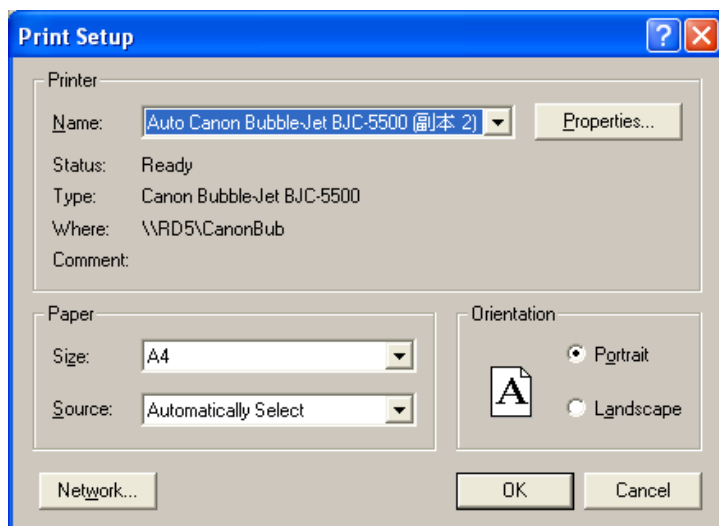 Print Setup
Printer
Name: Auto Canon Bubble-Jet BJC-5500 (副本 2) Properties...
Status: Ready
Type: Canon Bubble-Jet BJC-5500
Where: \\RD5\CanonBub
Comment:
Paper
Size: A4
Source: Automatically Select
Orientation
A
Portrait
Landscape
Network... OK Cancel